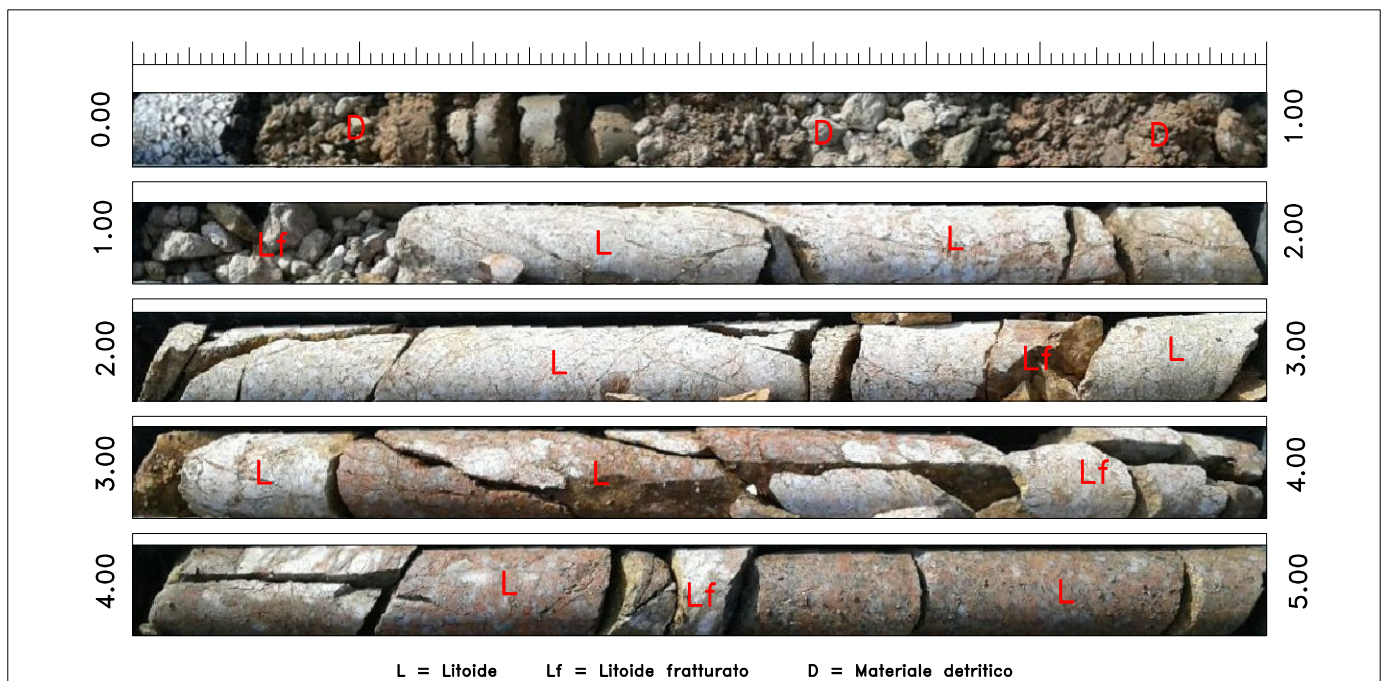 0.00 D D D 1.00
1.00 Lf L L 2.00
2.00 L Lf L 3.00
3.00 L L Lf 4.00
4.00 L Lf L 5.00
L = Litoide Lf = Litoide fratturato D = Materiale detritico